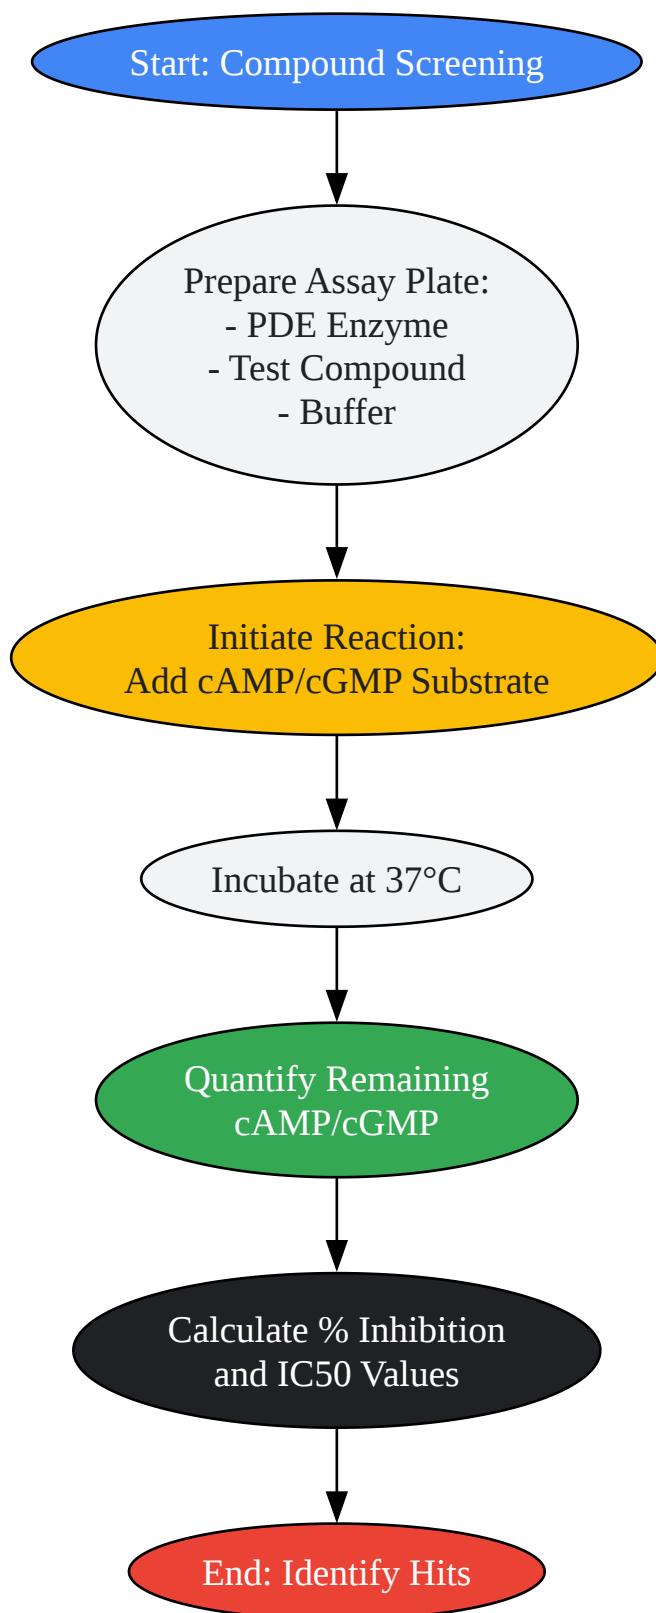 Start: Compound Screening
Prepare Assay Plate:
- PDE Enzyme
- Test Compound
- Buffer
Initiate Reaction:
Add cAMP/cGMP Substrate
Incubate at 37°C
Quantify Remaining
cAMP/cGMP
Calculate % Inhibition
and IC50 Values
End: Identify Hits